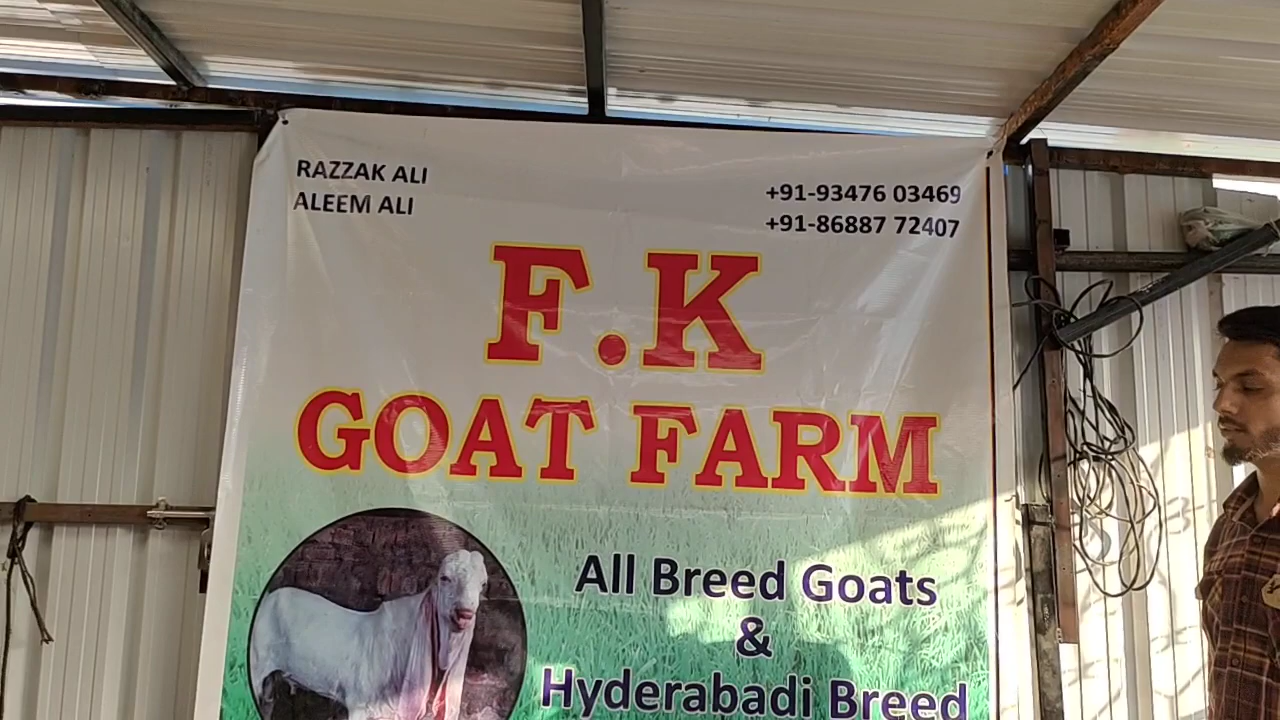 RAZZAK ALI
ALEEM ALI
+91-93476 03469
+91-86887 72407
F.K
GOAT FARM
All Breed Goats
&
Hyderabadi Breed